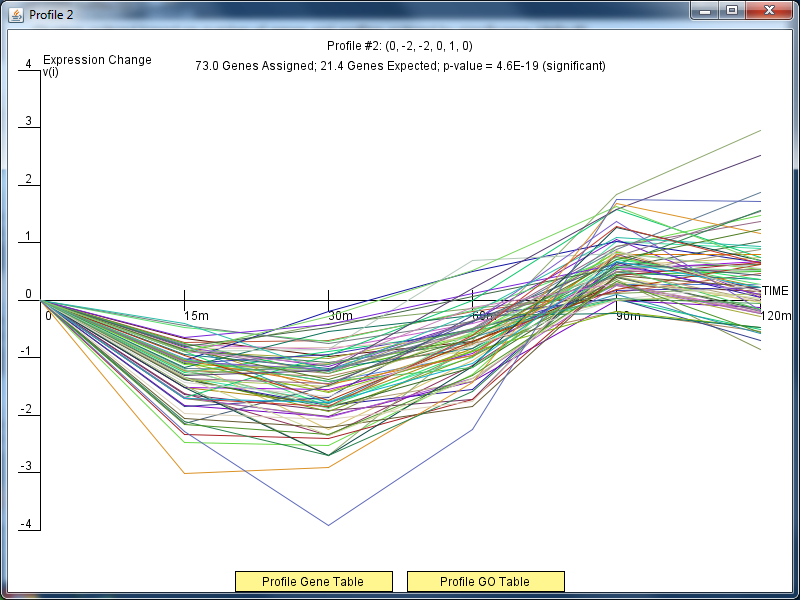 Profile 2
Profile #2: (0, -2, -2, 0, 1, 0)
73.0 Genes Assigned; 21.4 Genes Expected; p-value = 4.6E-19 (significant)
Expression Change
v(i)
4
3
2
1
0
-1
-2
-3
-4
TIME
0
15m
30m
60m
90m
120m
Profile Gene Table
Profile GO Table